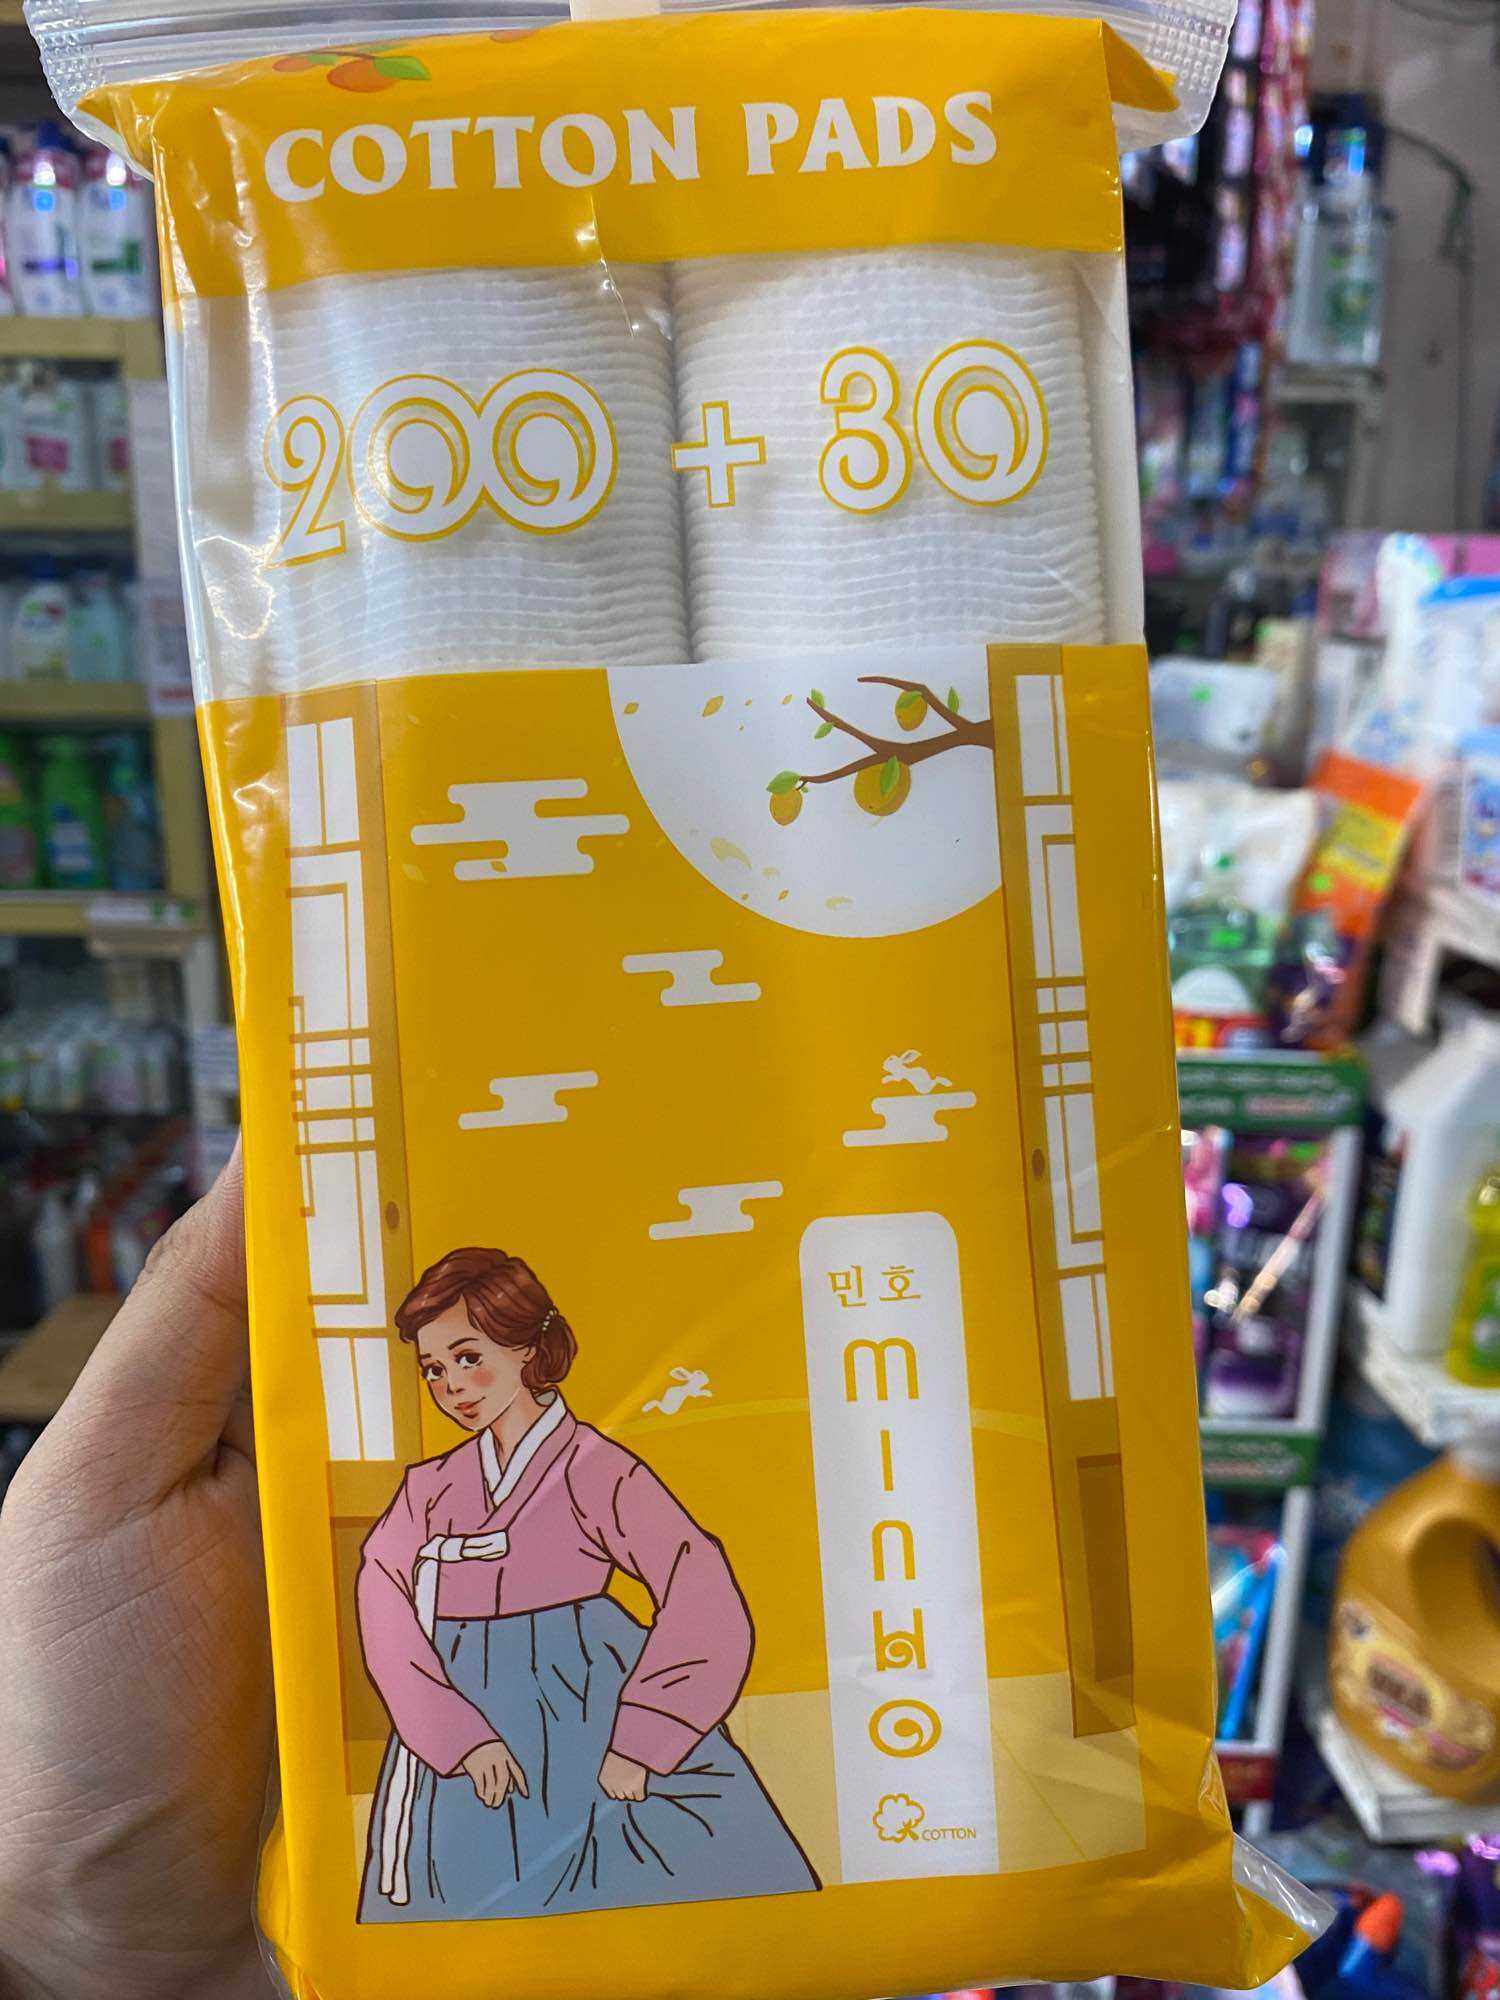 COTTON PADS
200 + 30
민호
minho
COTTON